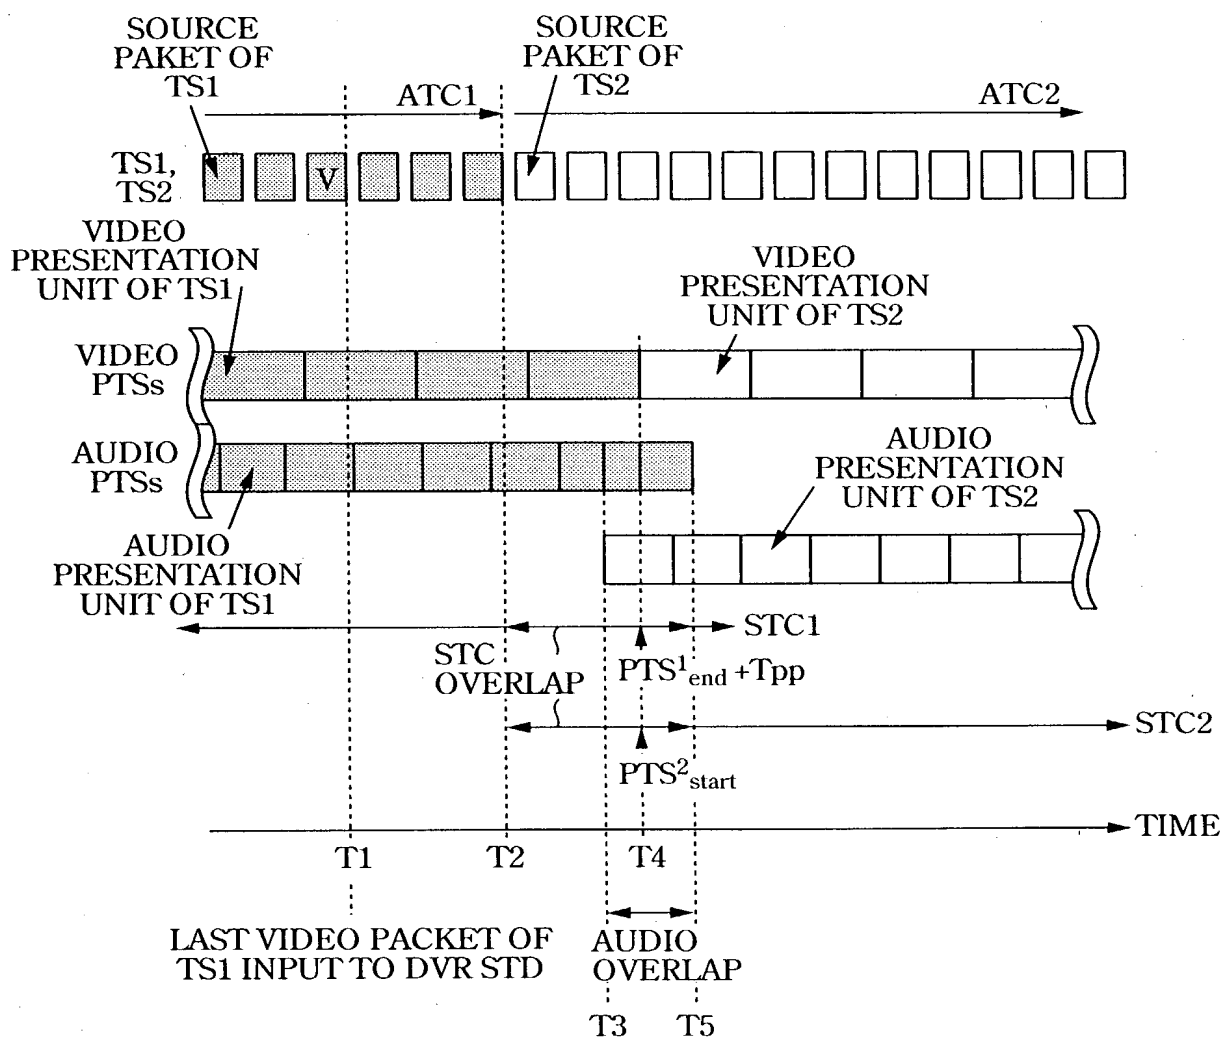 SOURCE
PAKET OF
TS1
SOURCE
PAKET OF
TS2
ATC1
ATC2
TS1,
TS2
V
VIDEO
PRESENTATION
UNIT OF TS1
VIDEO
PRESENTATION
UNIT OF TS2
VIDEO
PTSs
AUDIO
PTSs
AUDIO
PRESENTATION
UNIT OF TS2
AUDIO
PRESENTATION
UNIT OF TS1
STC1
STC
OVERLAP
PTS¹end +Tpp
STC2
PTS²start
TIME
T1
T2
T4
LAST VIDEO PACKET OF
TS1 INPUT TO DVR STD
AUDIO
OVERLAP
T3
T5